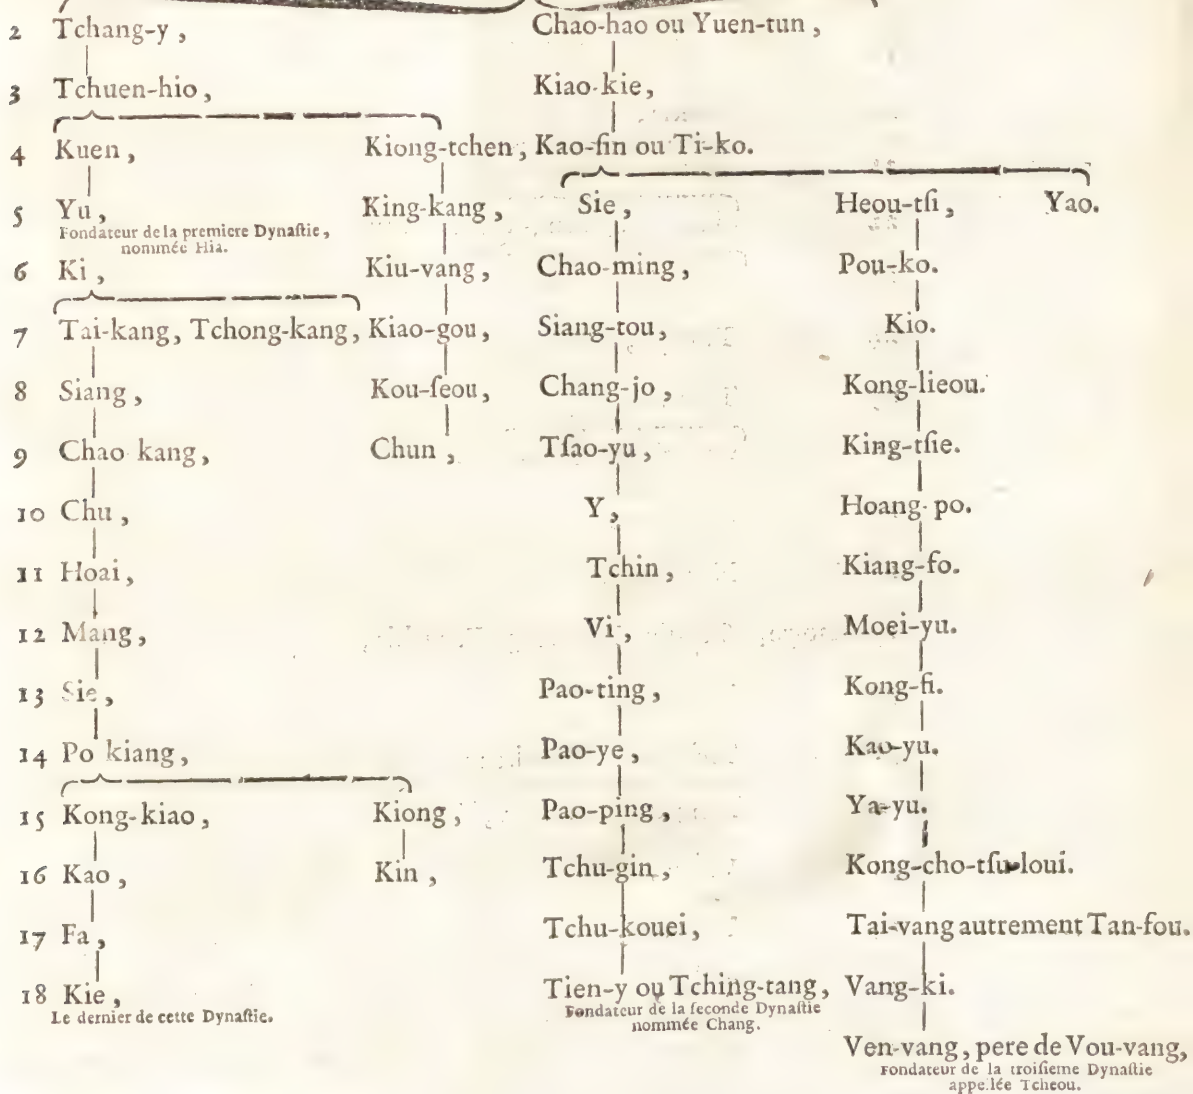 2 Tchang-y, Chao-hao ou Yuen-tun,
3 Tchuen-hio, Kiao-kie,
4 Kuen, Kiong-tchen, Kao-ſin ou Ti-ko.
5 Yu, King-kang, Sie, Heou-tſi, Yao.
Fondateur de la premiere Dynaſtie,
nommée Hia.
6 Ki, Kiu-vang, Chao-ming, Pou-ko.
7 Tai-kang, Tchong-kang, Kiao-gou, Siang-tou, Kio.
8 Siang, Kou-ſeou, Chang-jo, Kong-lieou.
9 Chao kang, Chun, Tſao-yu, King-tſie.
10 Chu, Y, Hoang-po.
11 Hoai, Tchin, Kiang-fo.
12 Mang, Vi, Moei-yu.
13 Sie, Pao-ting, Kong-fi.
14 Po kiang, Pao-ye, Kao-yu.
15 Kong-kiao, Kiong, Pao-ping, Ya-yu.
16 Kao, Kin, Tchu-gin, Kong-cho-tſu-loui.
17 Fa, Tchu-kouei, Tai-vang autrement Tan-fou.
18 Kie, Tien-y ou Tching-tang, Vang-ki.
Le dernier de cette Dynaſtie. Fondateur de la ſeconde Dynaſtie
nommée Chang.
Ven-vang, pere de Vou-vang,
Fondateur de la troiſieme Dynaſtie
appellée Tcheou.